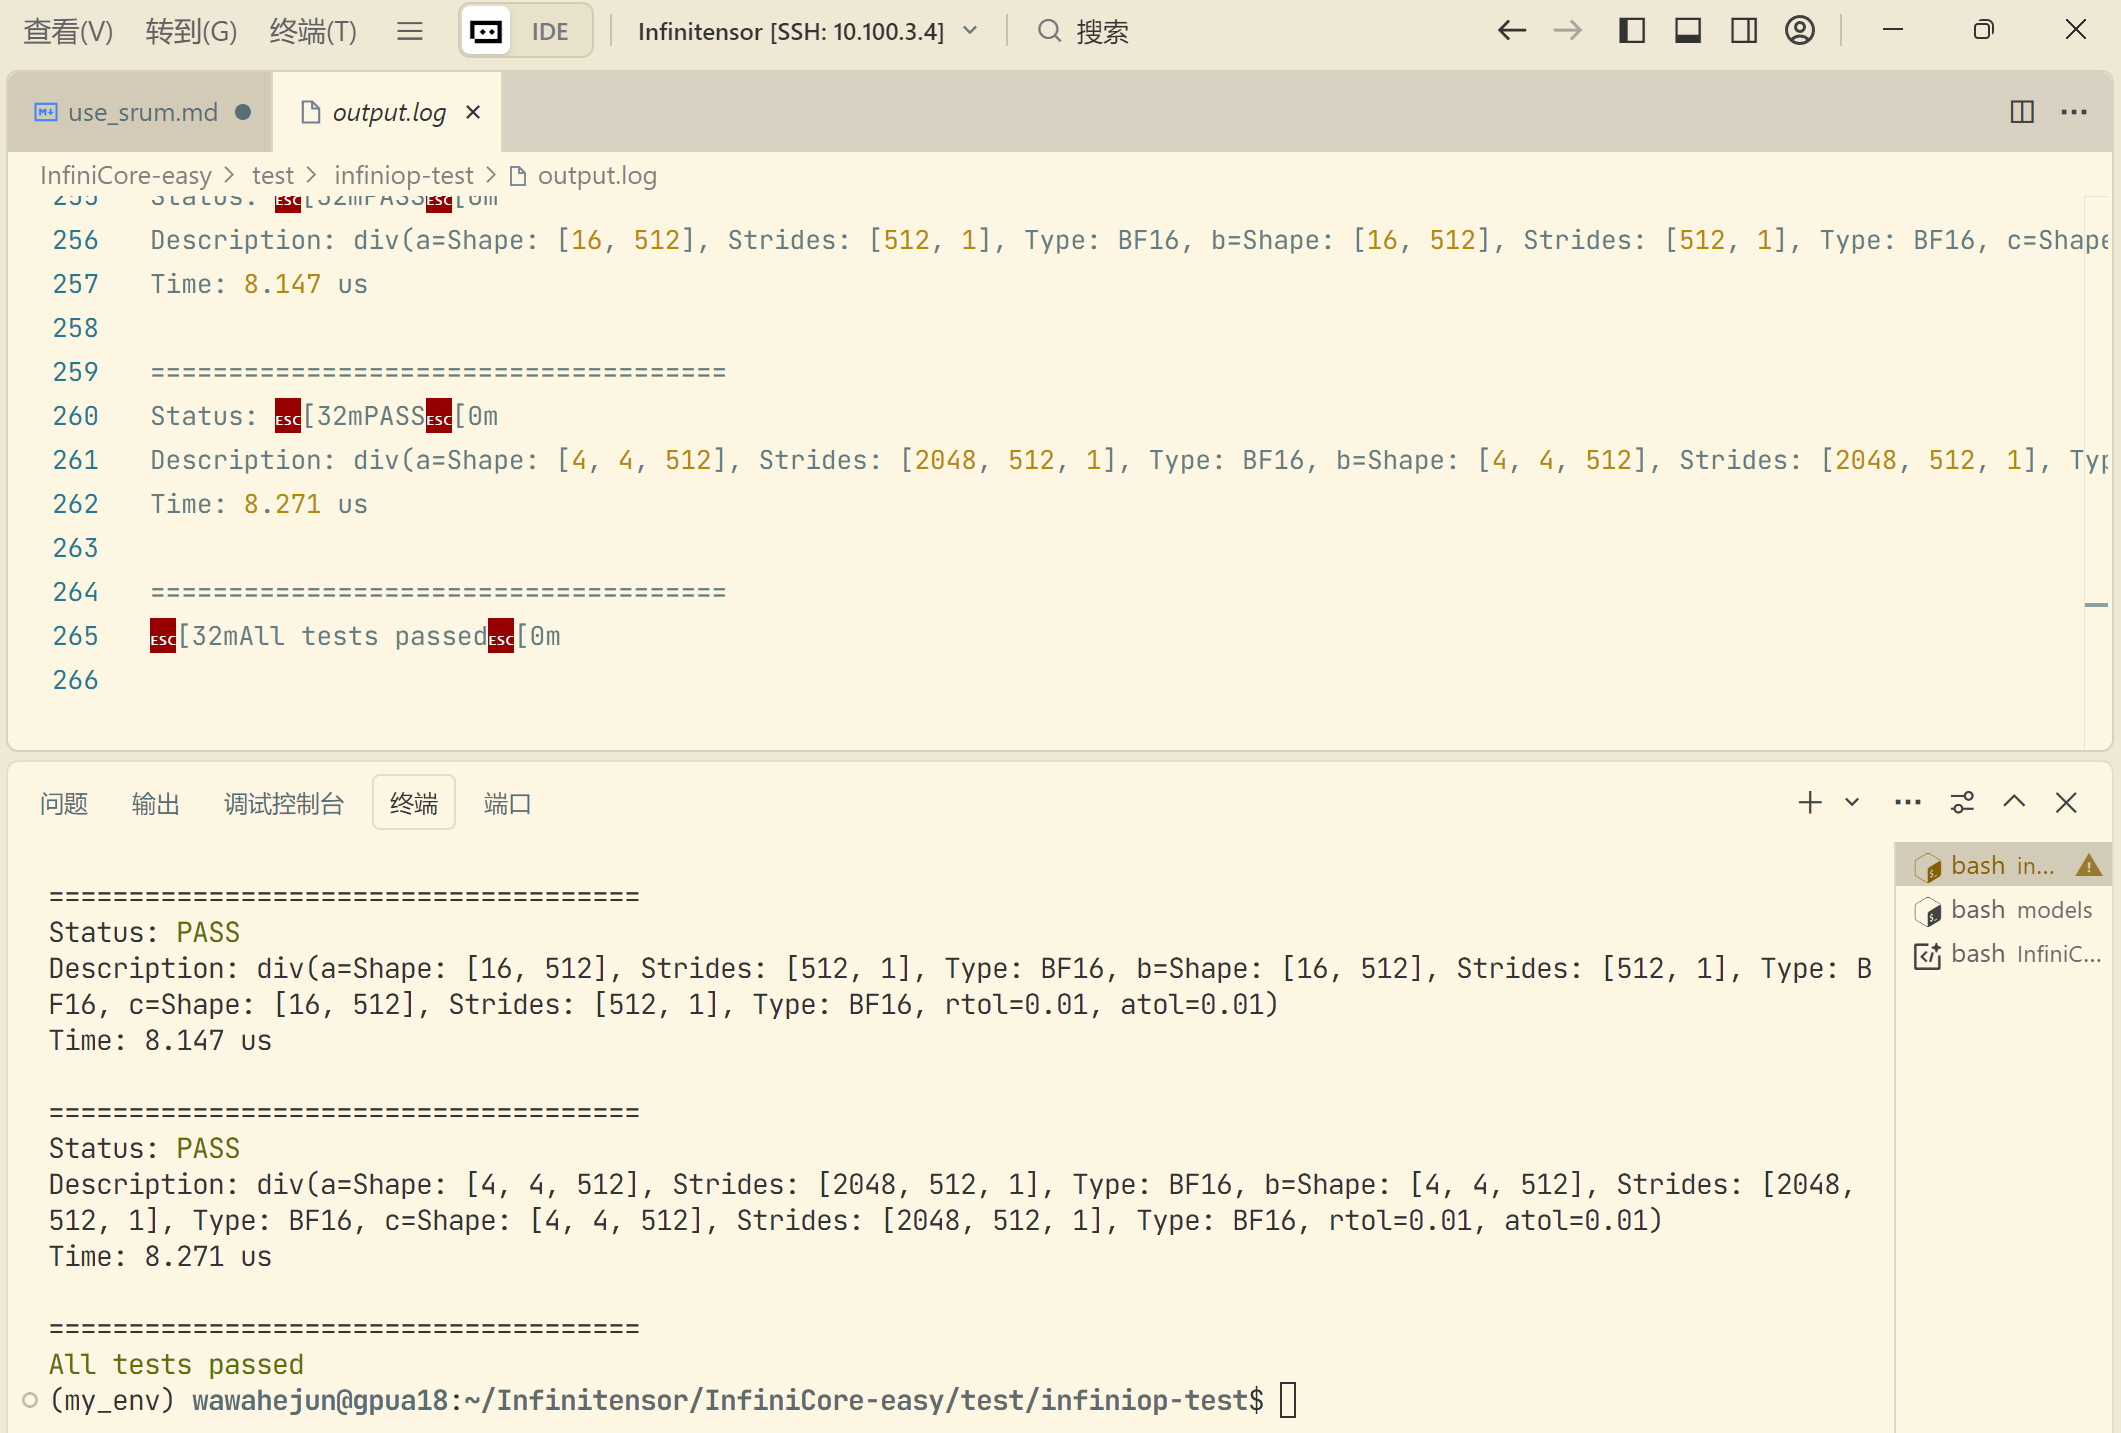 查看(V) 转到(G) 终端(T) IDE Infinitensor [SSH: 10.100.3.4] 搜索
use_srum.md output.log
InfiniCore-easy > test > infiniop-test > output.log
255 Status: ESC[32mPASSESC[0m
256 Description: div(a=Shape: [16, 512], Strides: [512, 1], Type: BF16, b=Shape: [16, 512], Strides: [512, 1], Type: BF16, c=Shape
257 Time: 8.147 us
258
259 =====================================
260 Status: ESC[32mPASSESC[0m
261 Description: div(a=Shape: [4, 4, 512], Strides: [2048, 512, 1], Type: BF16, b=Shape: [4, 4, 512], Strides: [2048, 512, 1], Typ
262 Time: 8.271 us
263
264 =====================================
265 ESC[32mAll tests passedESC[0m
266
问题 输出 调试控制台 终端 端口
=====================================
Status: PASS
Description: div(a=Shape: [16, 512], Strides: [512, 1], Type: BF16, b=Shape: [16, 512], Strides: [512, 1], Type: B
F16, c=Shape: [16, 512], Strides: [512, 1], Type: BF16, rtol=0.01, atol=0.01)
Time: 8.147 us
=====================================
Status: PASS
Description: div(a=Shape: [4, 4, 512], Strides: [2048, 512, 1], Type: BF16, b=Shape: [4, 4, 512], Strides: [2048,
512, 1], Type: BF16, c=Shape: [4, 4, 512], Strides: [2048, 512, 1], Type: BF16, rtol=0.01, atol=0.01)
Time: 8.271 us
=====================================
All tests passed
(my_env) wawahejun@gpua18:~/Infinitensor/InfiniCore-easy/test/infiniop-test$
bash in...
bash models
bash InfiniC...